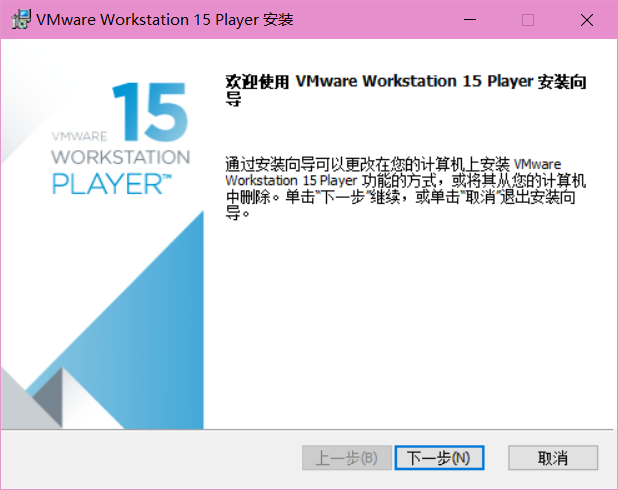 VMware Workstation 15 Player 安装
VMWARE 15
WORKSTATION
PLAYER™
欢迎使用 VMware Workstation 15 Player 安装向
导
通过安装向导可以更改在您的计算机上安装 VMware
Workstation 15 Player 功能的方式，或将其从您的计算机
中删除。单击“下一步”继续，或单击“取消”退出安装向
导。
上一步(B) 下一步(N) 取消